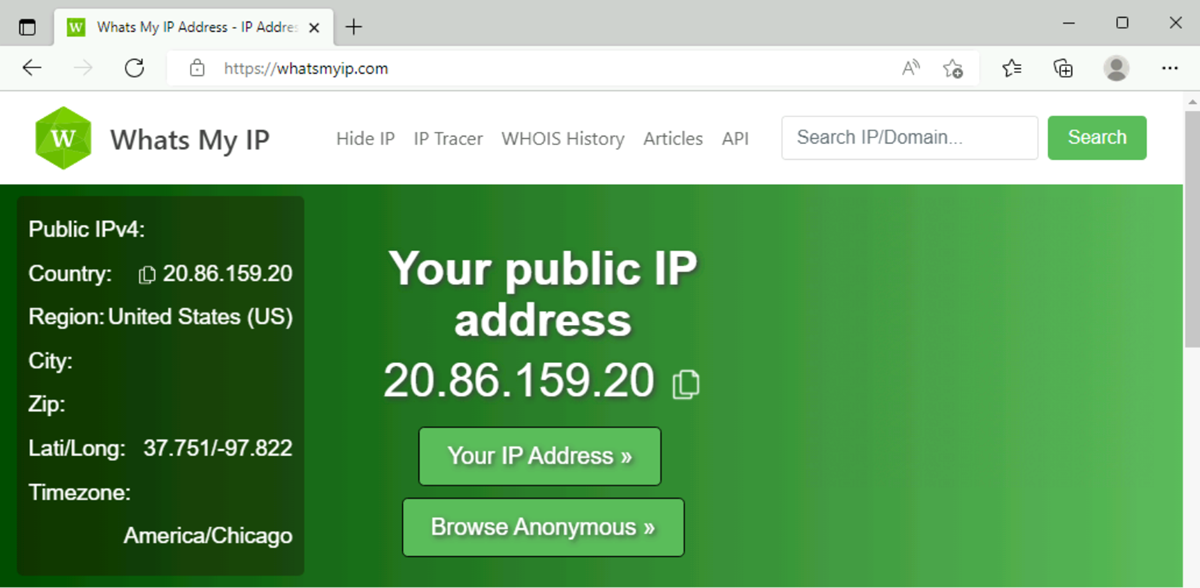 W Whats My IP Address - IP Addres
https://whatsmyip.com
W Whats My IP Hide IP IP Tracer WHOIS History Articles API Search IP/Domain... Search
Public IPv4:
Country: 20.86.159.20
Region: United States (US)
City:
Zip:
Lati/Long: 37.751/-97.822
Timezone:
America/Chicago
Your public IP
address
20.86.159.20
Your IP Address »
Browse Anonymous »